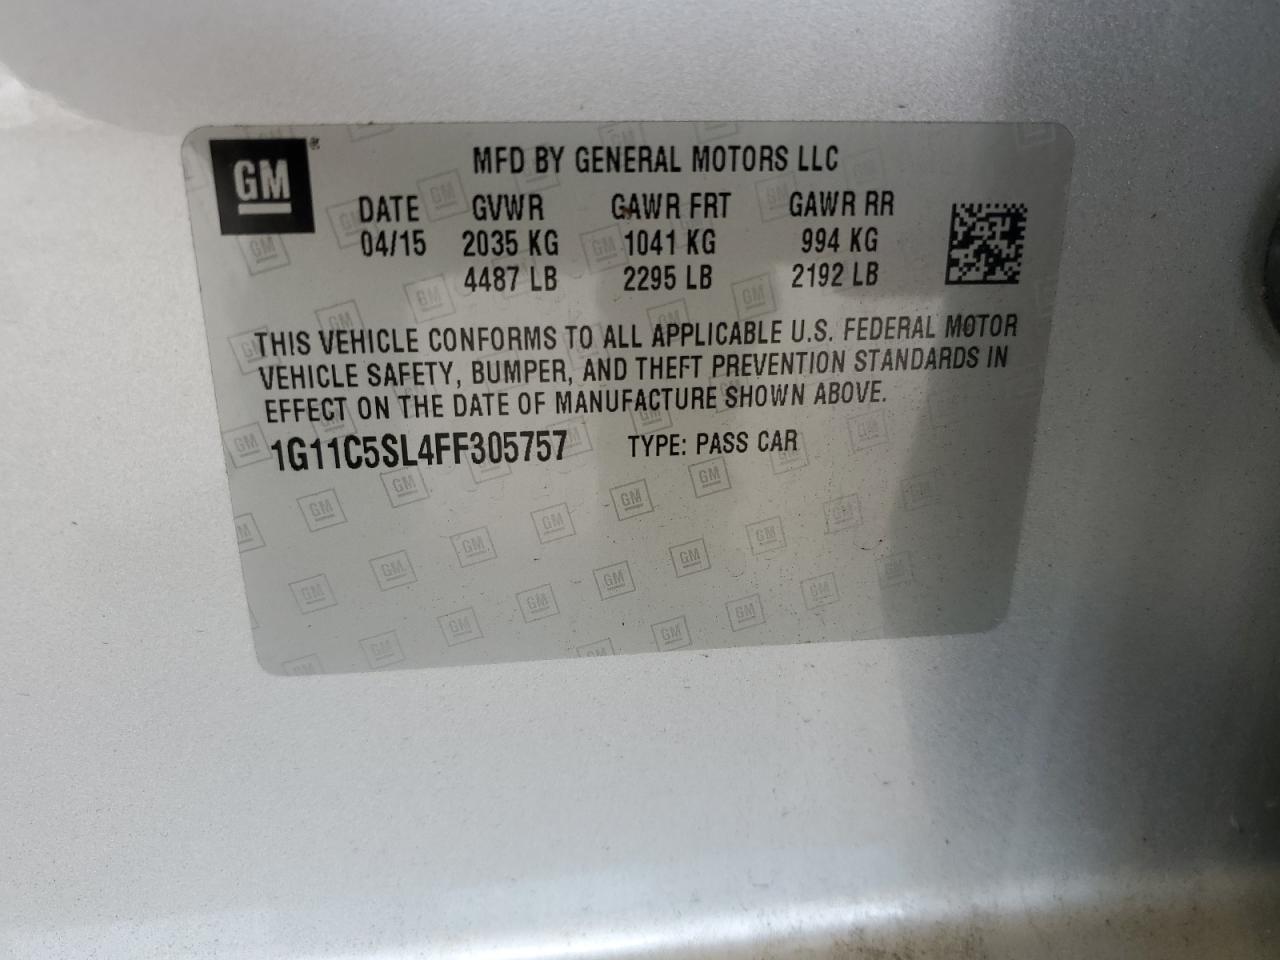 GM
MFD BY GENERAL MOTORS LLC
DATE GVWR GAWR FRT GAWR RR
04/15 2035 KG 1041 KG 994 KG
4487 LB 2295 LB 2192 LB
THIS VEHICLE CONFORMS TO ALL APPLICABLE U.S. FEDERAL MOTOR
VEHICLE SAFETY, BUMPER, AND THEFT PREVENTION STANDARDS IN
EFFECT ON THE DATE OF MANUFACTURE SHOWN ABOVE.
1G11C5SL4FF305757 TYPE: PASS CAR